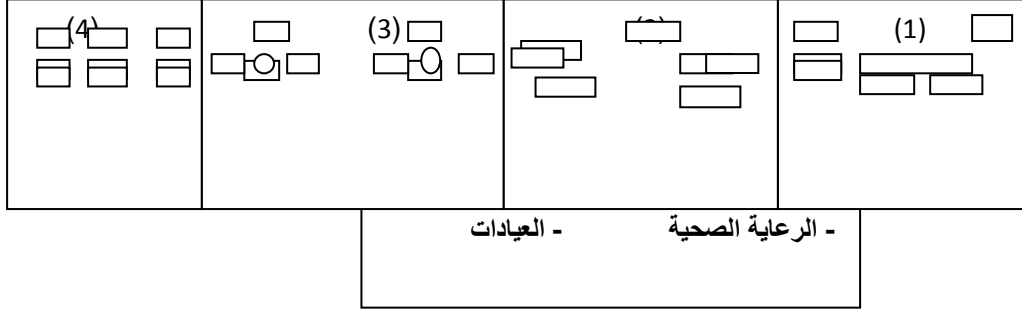 (1) (3) (4)
- الرعاية الصحية - العيادات